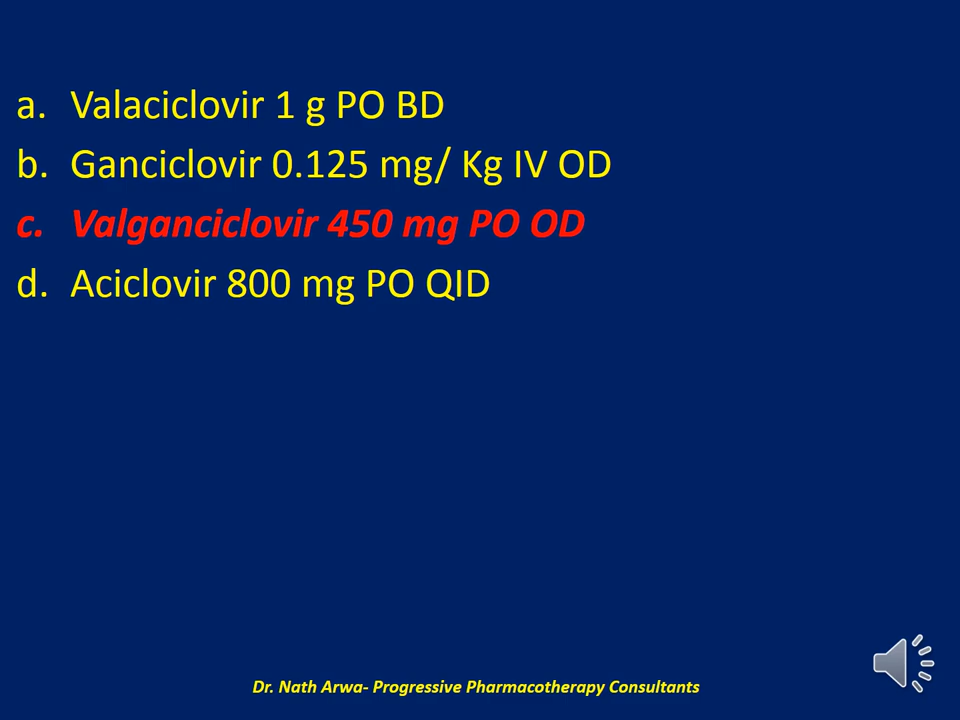 a. Valaciclovir 1 g PO BD
b. Ganciclovir 0.125 mg/ Kg IV OD
c. Valganciclovir 450 mg PO OD
d. Aciclovir 800 mg PO QID
Dr. Nath Arwa- Progressive Pharmacotherapy Consultants